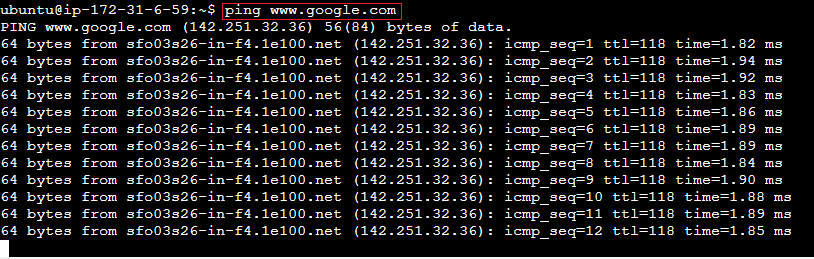 ubuntu@ip-172-31-6-59:~$ ping www.google.com
PING www.google.com (142.251.32.36) 56(84) bytes of data.
64 bytes from sfo03s26-in-f4.1e100.net (142.251.32.36): icmp_seq=1 ttl=118 time=1.82 ms
64 bytes from sfo03s26-in-f4.1e100.net (142.251.32.36): icmp_seq=2 ttl=118 time=1.94 ms
64 bytes from sfo03s26-in-f4.1e100.net (142.251.32.36): icmp_seq=3 ttl=118 time=1.92 ms
64 bytes from sfo03s26-in-f4.1e100.net (142.251.32.36): icmp_seq=4 ttl=118 time=1.83 ms
64 bytes from sfo03s26-in-f4.1e100.net (142.251.32.36): icmp_seq=5 ttl=118 time=1.86 ms
64 bytes from sfo03s26-in-f4.1e100.net (142.251.32.36): icmp_seq=6 ttl=118 time=1.89 ms
64 bytes from sfo03s26-in-f4.1e100.net (142.251.32.36): icmp_seq=7 ttl=118 time=1.89 ms
64 bytes from sfo03s26-in-f4.1e100.net (142.251.32.36): icmp_seq=8 ttl=118 time=1.84 ms
64 bytes from sfo03s26-in-f4.1e100.net (142.251.32.36): icmp_seq=9 ttl=118 time=1.90 ms
64 bytes from sfo03s26-in-f4.1e100.net (142.251.32.36): icmp_seq=10 ttl=118 time=1.88 ms
64 bytes from sfo03s26-in-f4.1e100.net (142.251.32.36): icmp_seq=11 ttl=118 time=1.89 ms
64 bytes from sfo03s26-in-f4.1e100.net (142.251.32.36): icmp_seq=12 ttl=118 time=1.85 ms